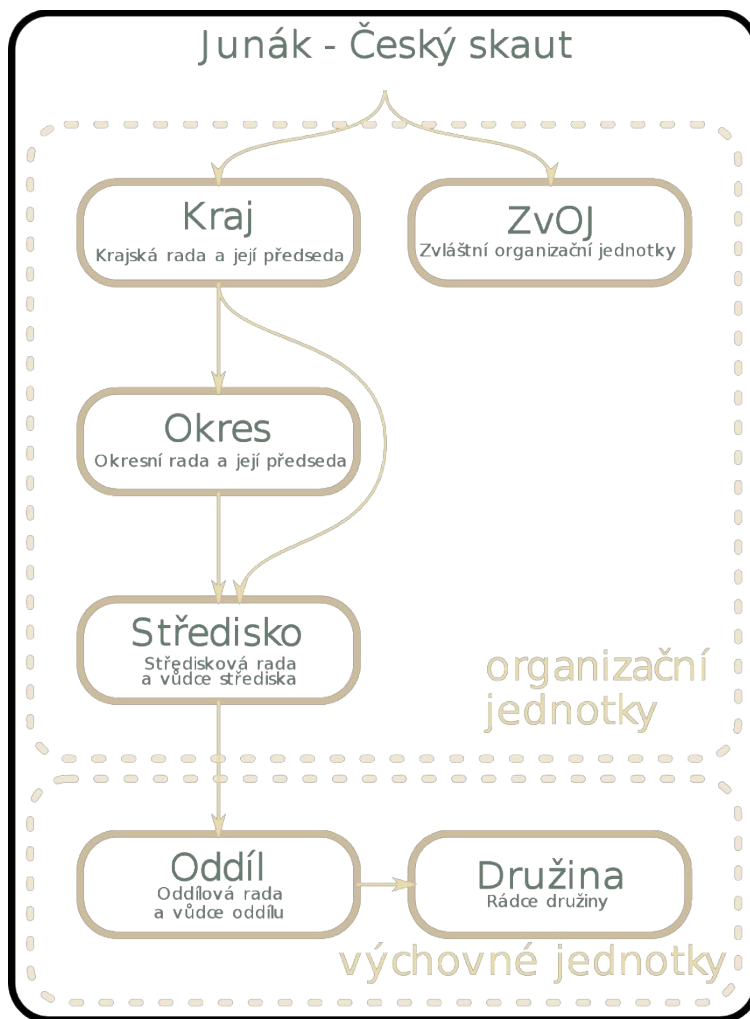 Junák - Český skaut
Kraj
Krajská rada a její předseda
ZvOJ
Zvláštní organizační jednotky
Okres
Okresní rada a její předseda
Středisko
Středisková rada
a vůdce střediska
organizační
jednotky
Oddíl
Oddílová rada
a vůdce oddílu
Družina
Rádce družiny
výchovné jednotky